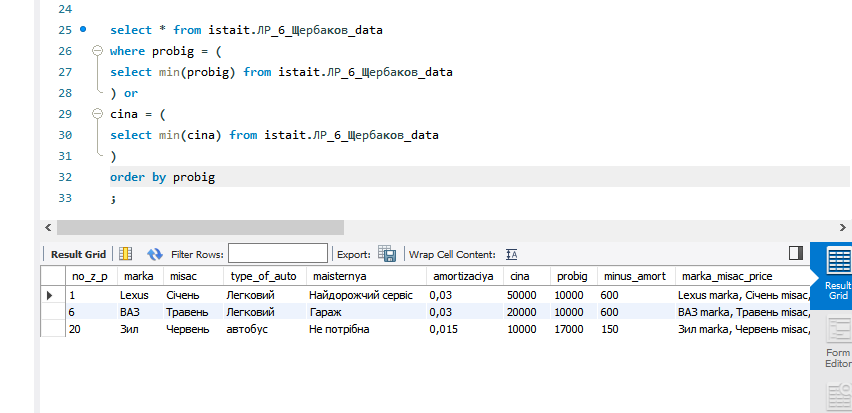 24
25 select * from istait.ЛР_6_Щербаков_data
26 where probig = (
27 select min(probig) from istait.ЛР_6_Щербаков_data
28 ) or
29 cina = (
30 select min(cina) from istait.ЛР_6_Щербаков_data
31 )
32 order by probig
33 ;
Result Grid Filter Rows: Export: Wrap Cell Content: IA
no_z_p marka misac type_of_auto maisternya amortizaciya cina probig minus_amort marka_misac_price
1 Lexus Січень Легковий Найдорожчий сервіс 0,03 50000 10000 600 Lexus marka, Січень misac,
6 ВАЗ Травень Легковий Гараж 0,03 20000 10000 600 ВАЗ marka, Травень misac,
20 Зил Червень автобус Не потрібна 0,015 10000 17000 150 Зил marka, Червень misac,
Result
Grid
Form
Editor